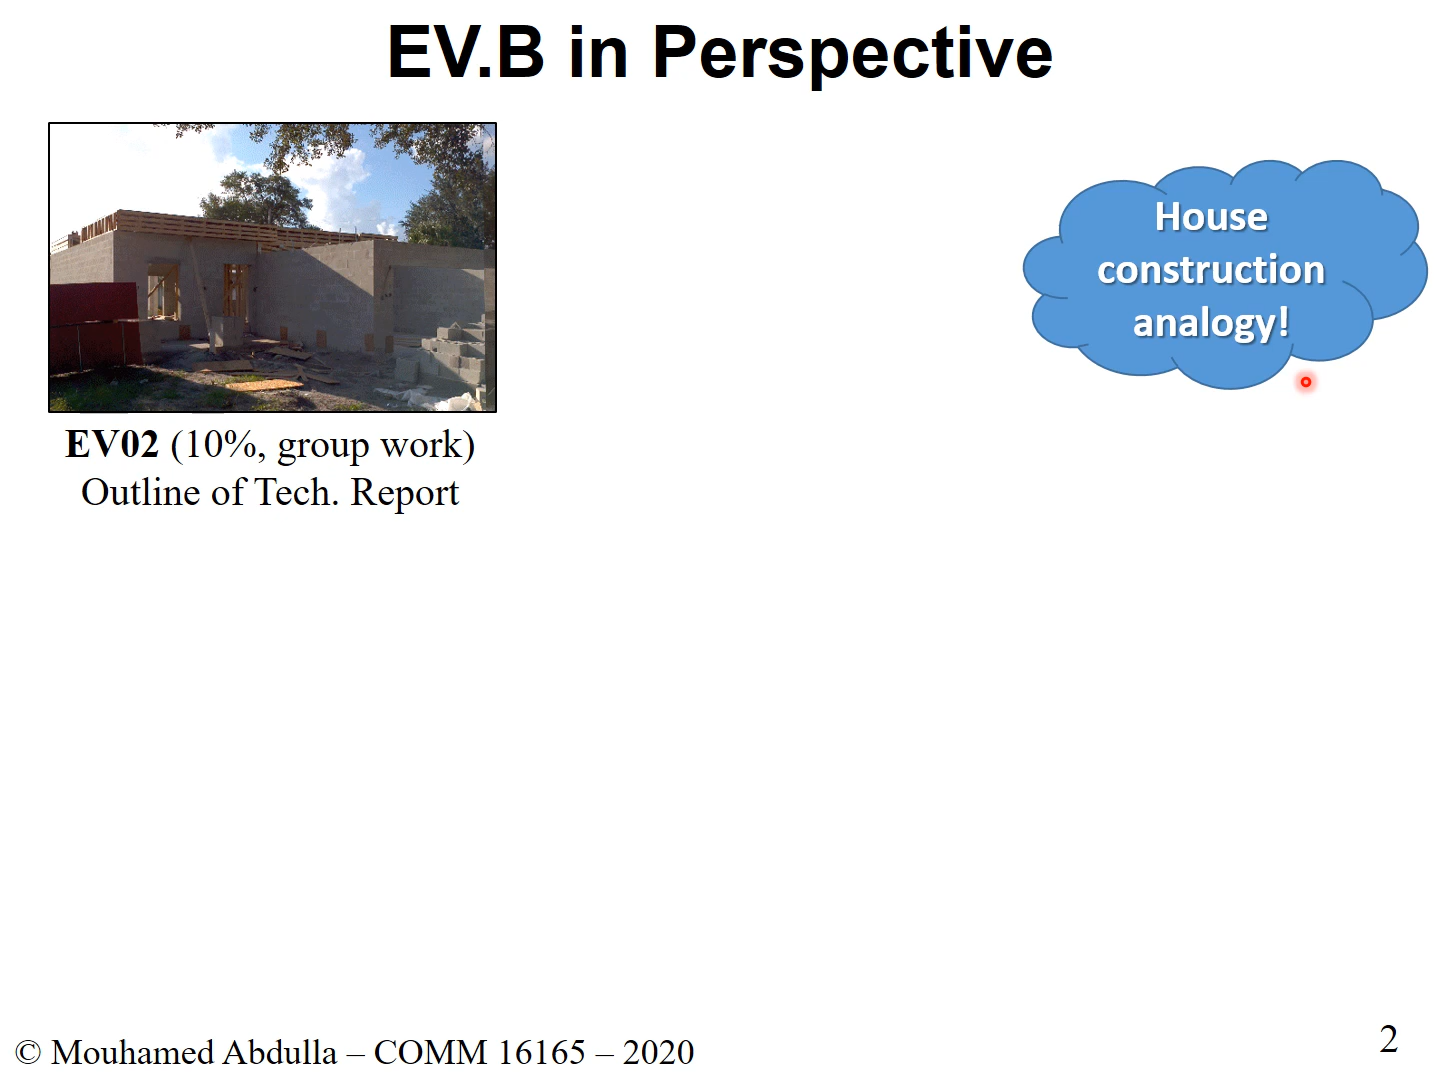 EV.B in Perspective
House
construction
analogy!
EV02 (10%, group work)
Outline of Tech. Report
© Mouhamed Abdulla – COMM 16165 – 2020
2